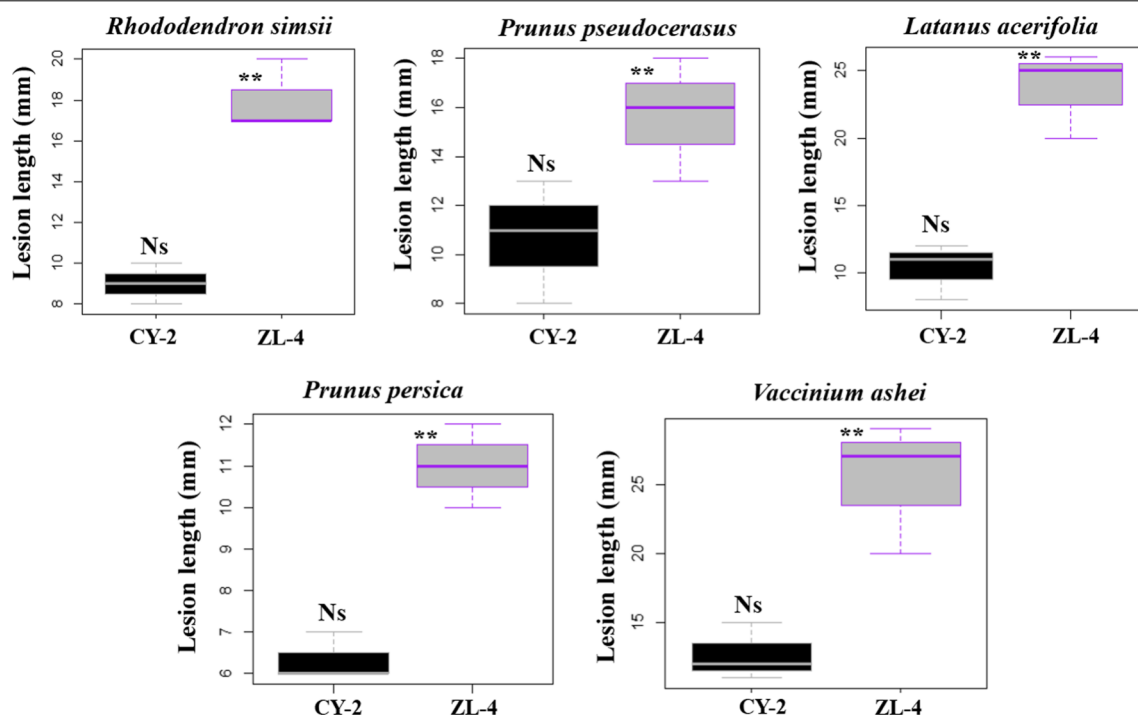 Rhododendron simsii
Lesion length (mm)
20
18
16
14
12
10
8
**
Ns
CY-2 ZL-4
Prunus pseudocerasus
Lesion length (mm)
18
16
14
12
10
8
**
Ns
CY-2 ZL-4
Latanus acerifolia
Lesion length (mm)
25
20
15
10
**
Ns
CY-2 ZL-4
Prunus persica
Lesion length (mm)
12
11
10
9
8
7
6
**
Ns
CY-2 ZL-4
Vaccinium ashei
Lesion length (mm)
25
20
15
**
Ns
CY-2 ZL-4